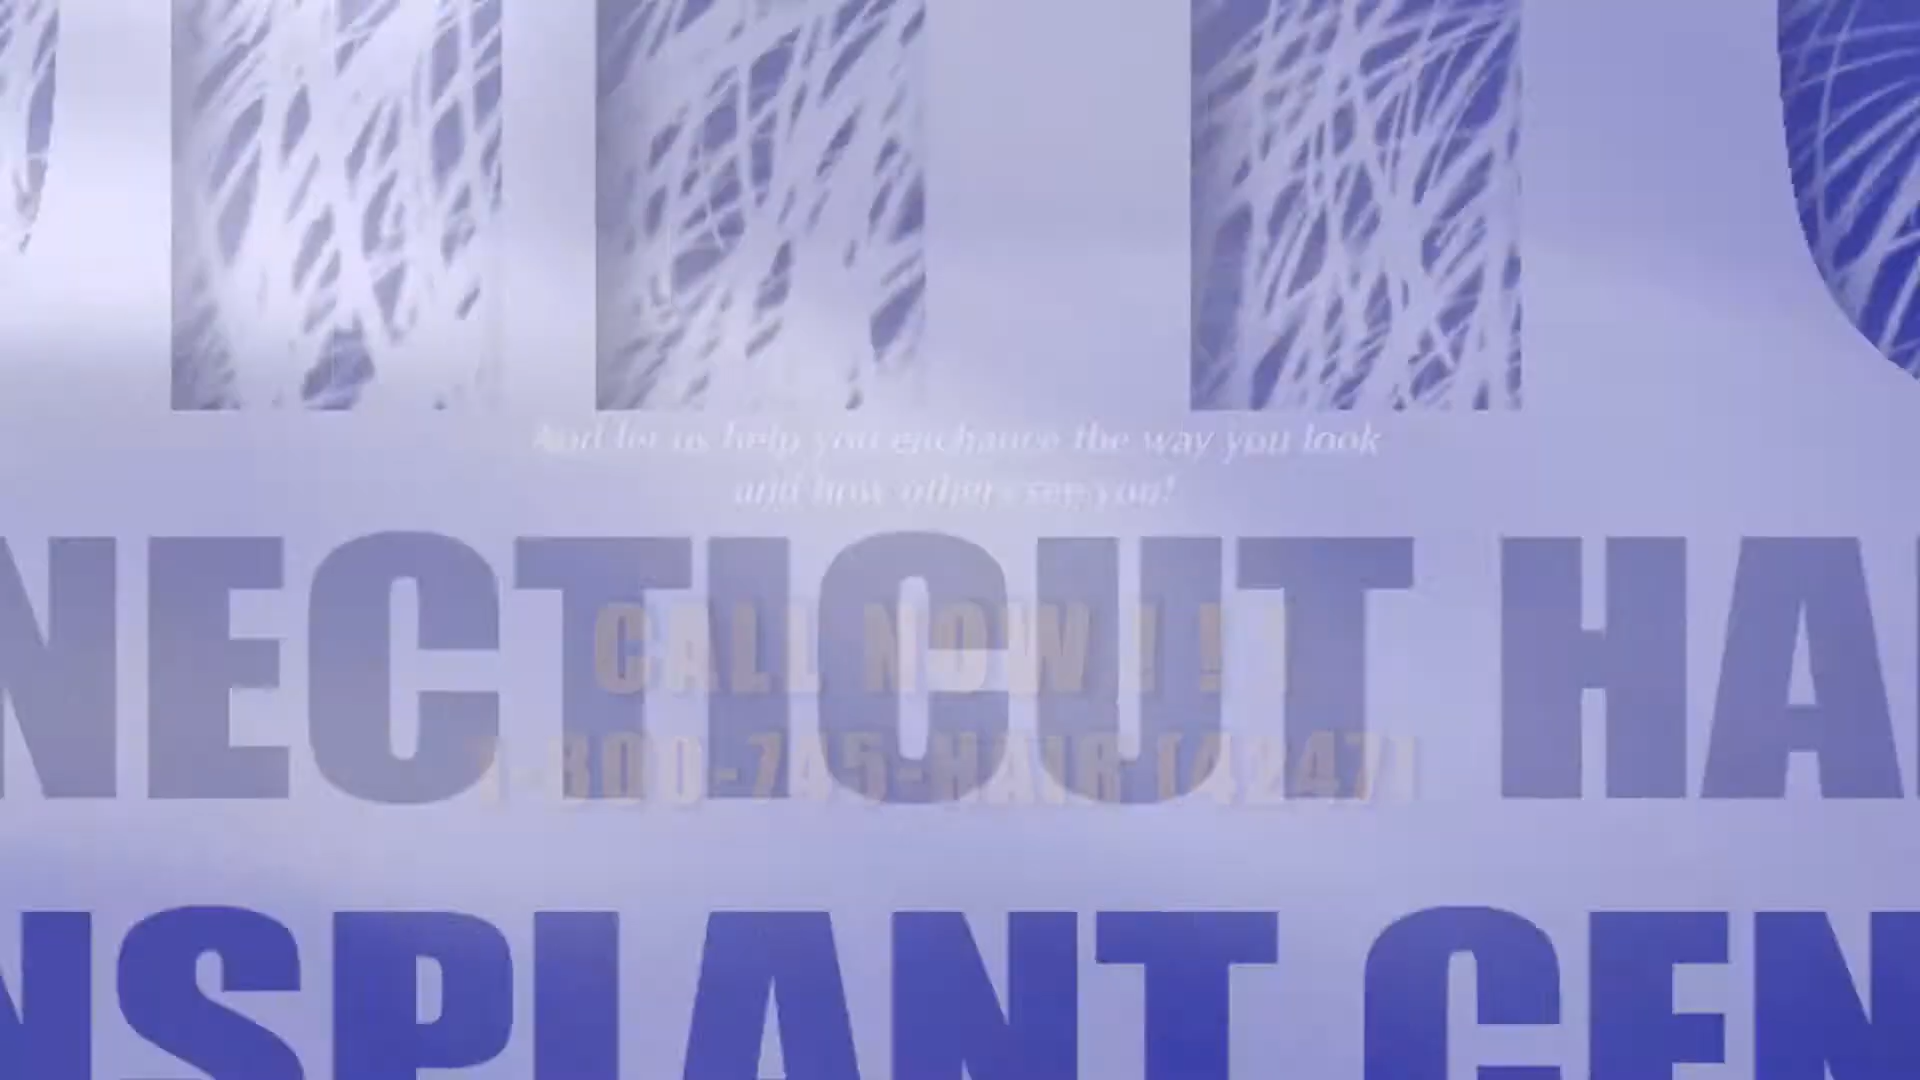 And let us help you enchance the way you look
and how others see you!
NECTICUT HAI
CALL NOW ! ! !
1-800-745-HAIR (4247)
NSPLANT CEN